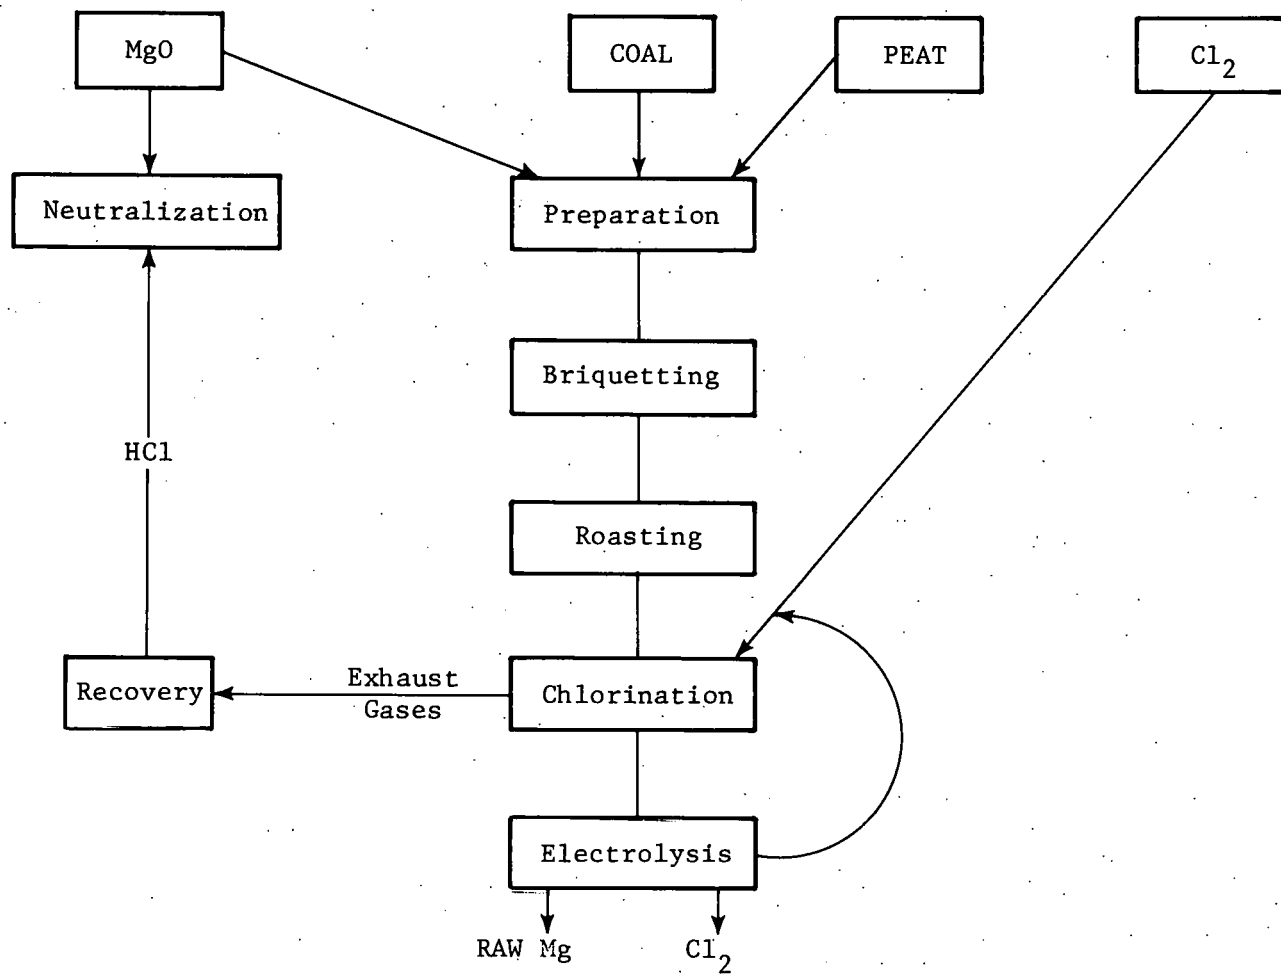 MgO
COAL
PEAT
Cl2
Neutralization
Preparation
Briquetting
HCl
Roasting
Recovery
Exhaust
Gases
Chlorination
Electrolysis
RAW Mg
Cl2